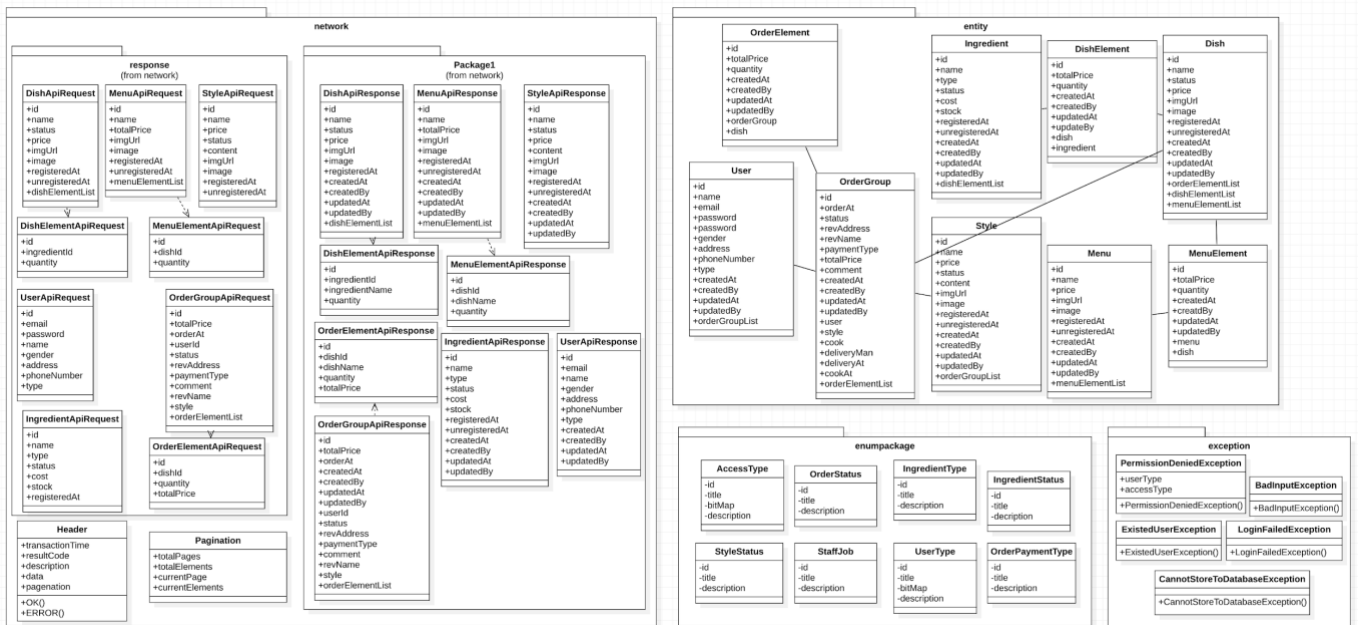 network
response
(from network)
DishApiRequest
+id
+name
+status
+price
+imgUrl
+image
+registeredAt
+unregisteredAt
+dishElementList
MenuApiRequest
+id
+name
+totalPrice
+imgUrl
+image
+registeredAt
+unregisteredAt
+menuElementList
StyleApiRequest
+id
+name
+price
+status
+content
+imgUrl
+image
+registeredAt
+unregisteredAt
DishElementApiRequest
+id
+ingredientId
+quantity
MenuElementApiRequest
+id
+dishId
+quantity
UserApiRequest
+id
+email
+password
+name
+gender
+address
+phoneNumber
+type
OrderGroupApiRequest
+id
+totalPrice
+orderAt
+userId
+status
+revAddress
+paymentType
+comment
+revName
+style
+orderElementList
IngredientApiRequest
+id
+name
+type
+status
+cost
+stock
+registeredAt
OrderElementApiRequest
+id
+dishId
+quantity
+totalPrice
Header
+transactionTime
+resultCode
+description
+data
+pagenation
+OK()
+ERROR()
Pagination
+totalPages
+totalElements
+currentPage
+currentElements
Package1
(from network)
DishApiResponse
+id
+name
+status
+price
+imgUrl
+image
+registeredAt
+createdAt
+createdBy
+updatedAt
+updatedBy
+dishElementList
MenuApiResponse
+id
+name
+totalPrice
+imgUrl
+image
+registeredAt
+unregisteredAt
+createdAt
+createdBy
+updatedAt
+updatedBy
+menuElementList
StyleApiResponse
+id
+name
+status
+price
+content
+imgUrl
+image
+registeredAt
+unregisteredAt
+createdAt
+createdBy
+updatedAt
+updatedBy
DishElementApiResponse
+id
+ingredientId
+ingredientName
+quantity
MenuElementApiResponse
+id
+dishId
+dishName
+quantity
OrderElementApiResponse
+id
+dishId
+dishName
+quantity
+totalPrice
IngredientApiResponse
+id
+name
+type
+status
+cost
+stock
+registeredAt
+unregisteredAt
+createdAt
+createdBy
+updatedAt
+updatedBy
UserApiResponse
+id
+email
+name
+gender
+address
+phoneNumber
+type
+createdAt
+createdBy
+updatedAt
+updatedBy
OrderGroupApiResponse
+id
+totalPrice
+orderAt
+createdAt
+createdBy
+updatedAt
+updatedBy
+userId
+status
+revAddress
+paymentType
+comment
+revName
+style
+orderElementList
entity
OrderElement
+id
+totalPrice
+quantity
+createdAt
+createdBy
+updatedAt
+updatedBy
+orderGroup
+dish
Ingredient
+id
+name
+type
+status
+cost
+stock
+registeredAt
+unregisteredAt
+createdAt
+createdBy
+updatedAt
+updatedBy
+dishElementList
DishElement
+id
+totalPrice
+quantity
+createdAt
+createdBy
+updatedAt
+updateBy
+dish
+ingredient
Dish
+id
+name
+status
+price
+imgUrl
+image
+registeredAt
+unregisteredAt
+createdAt
+createdBy
+updatedAt
+updatedBy
+orderElementList
+dishElementList
+menuElementList
User
+id
+name
+email
+password
+password
+gender
+address
+phoneNumber
+type
+createdAt
+createdBy
+updatedAt
+updatedBy
+orderGroupList
OrderGroup
+id
+orderAt
+status
+revAddress
+revName
+paymentType
+totalPrice
+comment
+createdAt
+createdBy
+updatedAt
+updatedBy
+user
+style
+cook
+deliveryMan
+deliveryAt
+cookAt
+orderElementList
Style
+id
+name
+price
+status
+content
+imgUrl
+image
+registeredAt
+unregisteredAt
+createdAt
+createdBy
+updatedAt
+updatedBy
+orderGroupList
Menu
+id
+name
+price
+imgUrl
+image
+registeredAt
+unregisteredAt
+createdAt
+createdBy
+updatedAt
+updatedBy
+menuElementList
MenuElement
+id
+totalPrice
+quantity
+createdAt
+creatdBy
+updatedAt
+updatedBy
+menu
+dish
enumpackage
AccessType
-id
-title
-bitMap
-description
OrderStatus
-id
-title
-description
IngredientType
-id
-title
-description
IngredientStatus
-id
-title
-decription
StyleStatus
-id
-title
-description
StaffJob
-id
-title
-description
UserType
-id
-title
-bitMap
-description
OrderPaymentType
-id
-title
-description
exception
PermissionDeniedException
+userType
+accessType
+PermissionDeniedException()
BadInputException
+BadInputException()
ExistedUserException
+ExistedUserException()
LoginFailedException
+LoginFailedException()
CannotStoreToDatabaseException
+CannotStoreToDatabaseException()